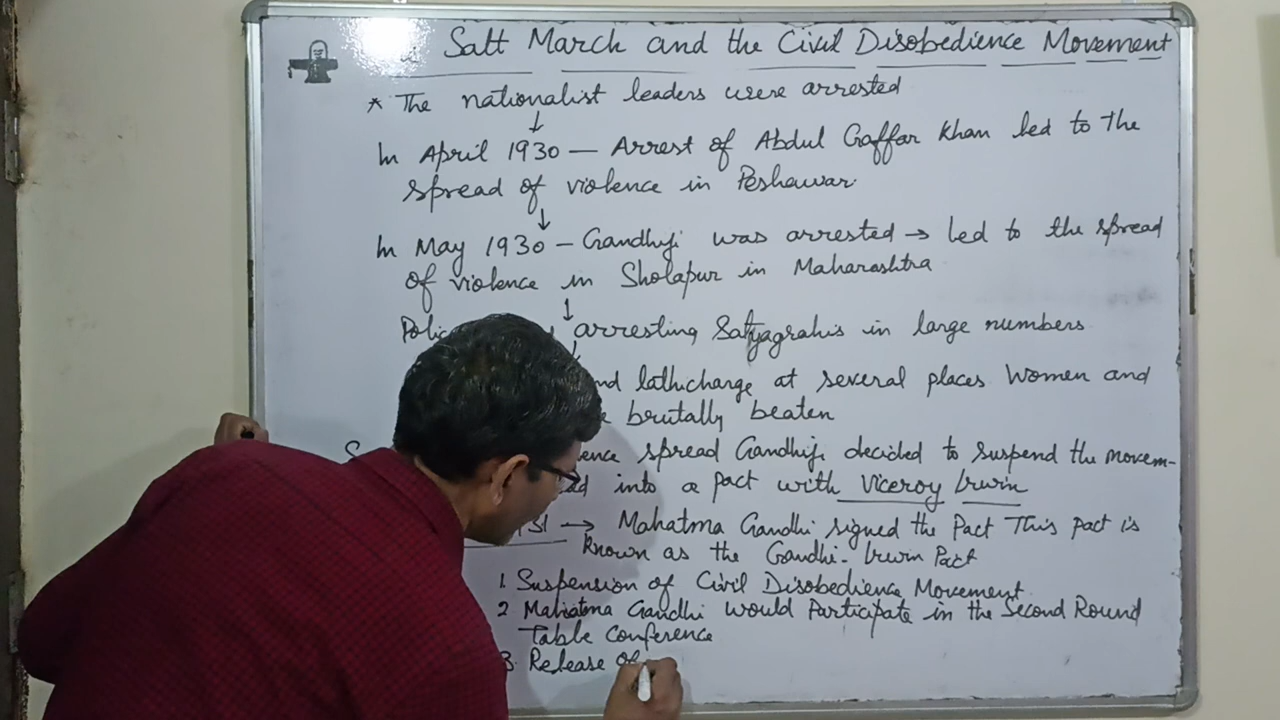 Salt March and the Civil Disobedience Movement
* The nationalist leaders were arrested
↓
In April 1930 — Arrest of Abdul Gaffar Khan led to the
spread of violence in Peshawar.
↓
In May 1930 — Gandhiji was arrested → led to the spread
of violence in Sholapur in Maharashtra
↓
arresting Satyagrahis in large numbers
lathicharge at several places Women and
brutally beaten
spread Gandhiji decided to suspend the movem-
into a pact with Viceroy Irwin
→ Mahatma Gandhi signed the Pact This pact is
known as the Gandhi-Irwin Pact
1. Suspension of Civil Disobedience Movement
2 Mahatma Gandhi would Participate in the Second Round
Table Conference
3. Release of